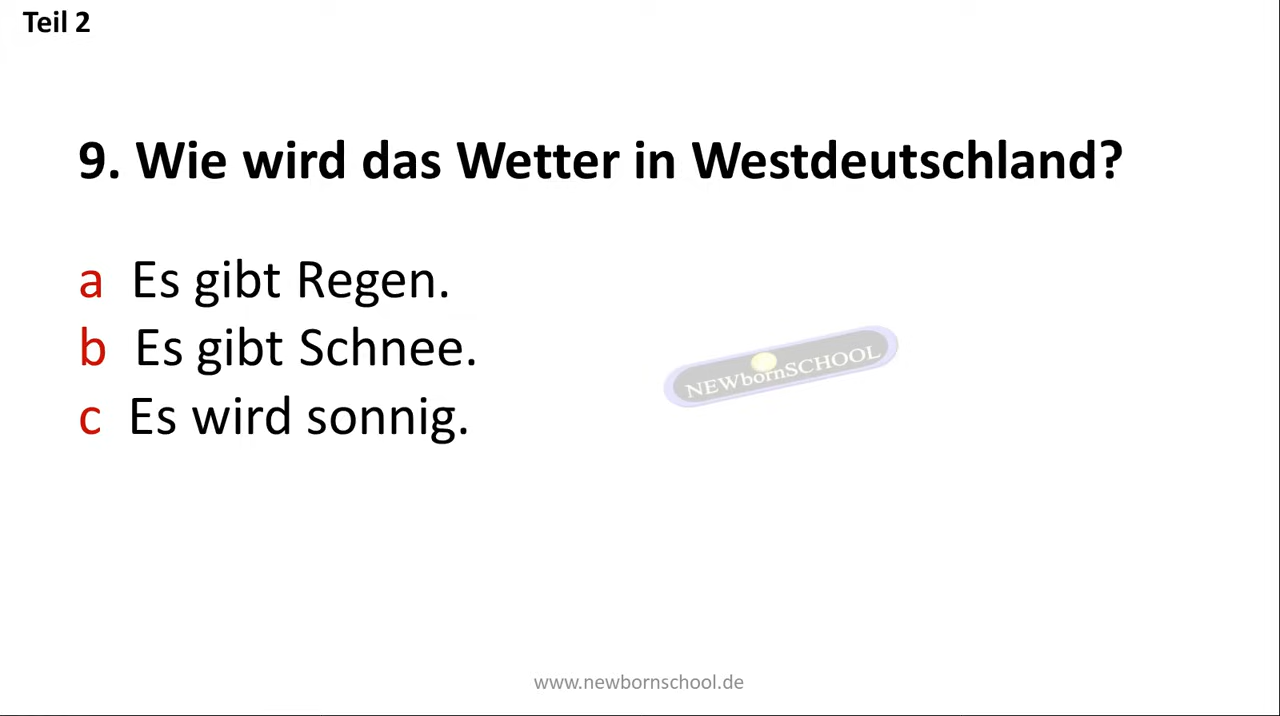 Teil 2
9. Wie wird das Wetter in Westdeutschland?
a Es gibt Regen.
b Es gibt Schnee.
NEWbornSCHOOL
c Es wird sonnig.
www.newbornschool.de